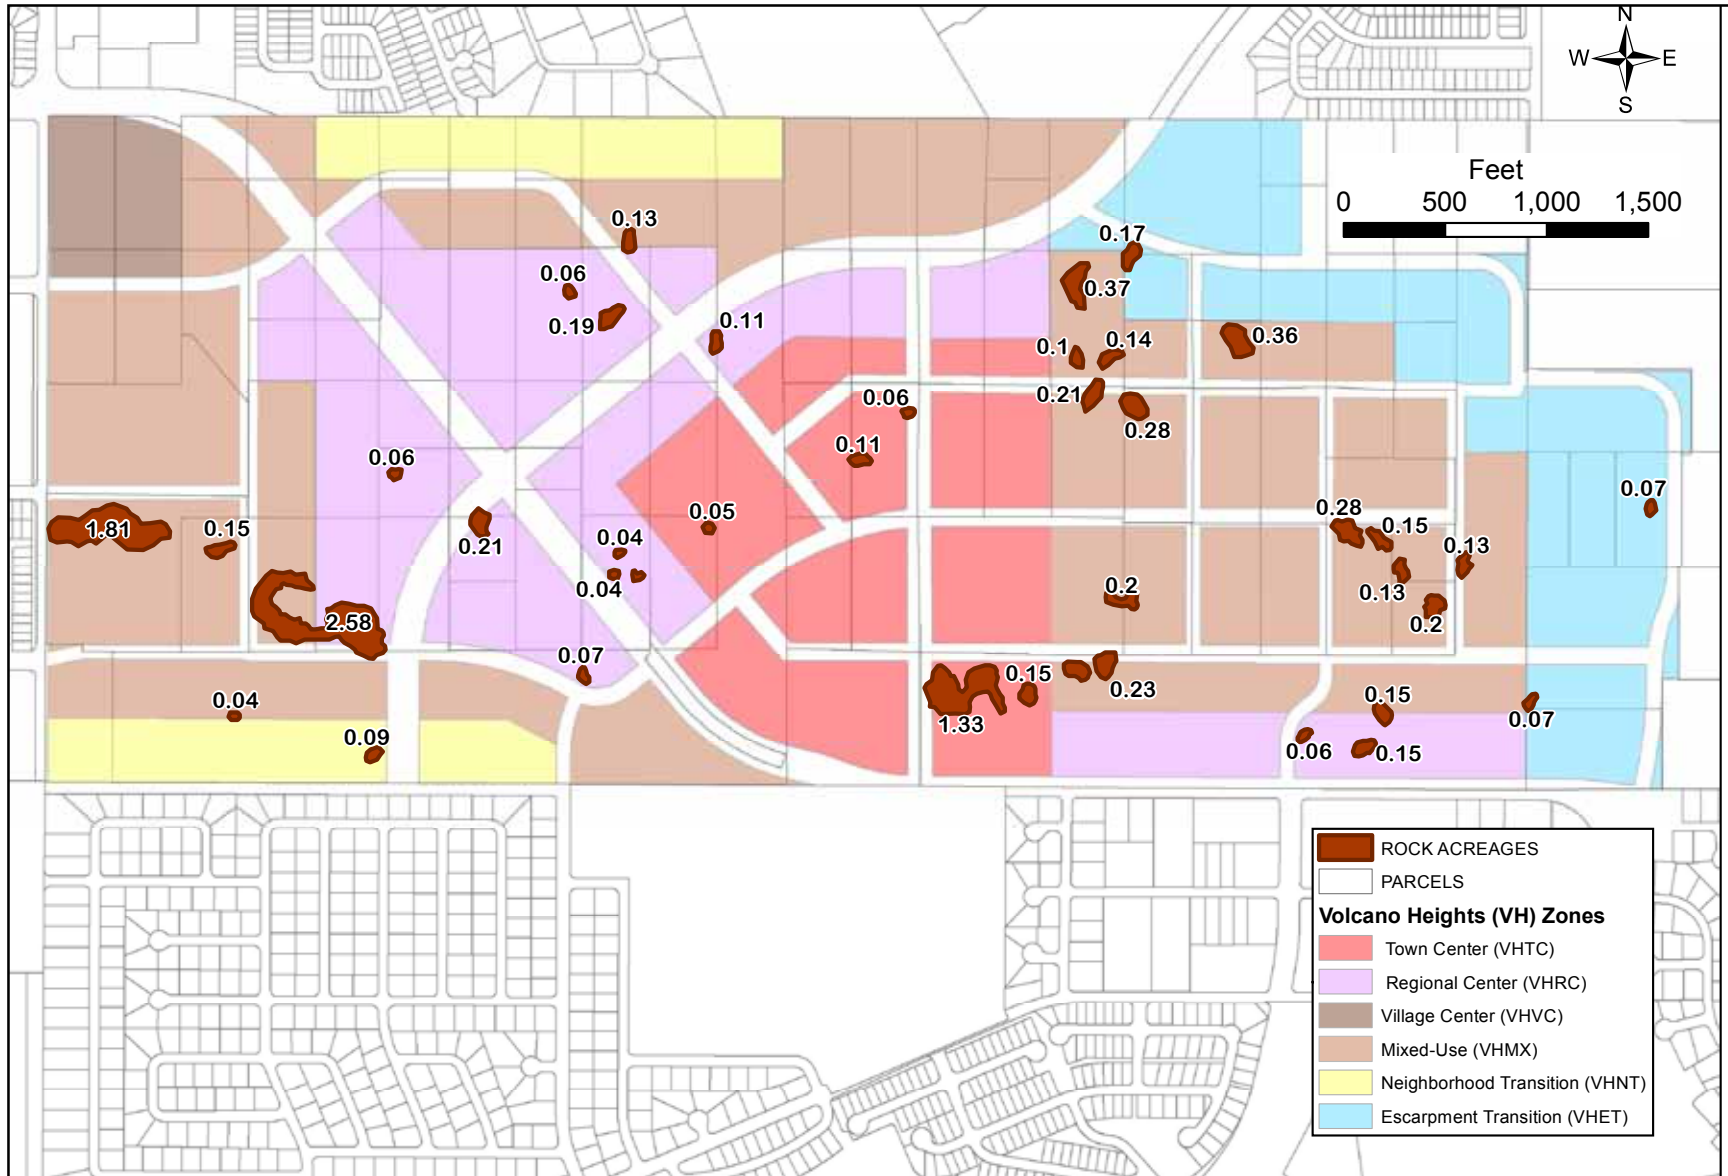 N
W E
S
Feet
0 500 1,000 1,500
0.13
0.17
0.06
0.37
0.19
0.11
0.36
0.1
0.14
0.21
0.06
0.28
0.11
0.06
0.07
1.81
0.15
0.21
0.05
0.04
0.04
0.28
0.15
0.13
0.13
0.2
0.2
2.58
0.07
0.15
0.23
1.33
0.04
0.09
0.15
0.07
0.06
0.15
ROCK ACREAGES
PARCELS
Volcano Heights (VH) Zones
Town Center (VHTC)
Regional Center (VHRC)
Village Center (VHVC)
Mixed-Use (VHMX)
Neighborhood Transition (VHNT)
Escarpment Transition (VHET)